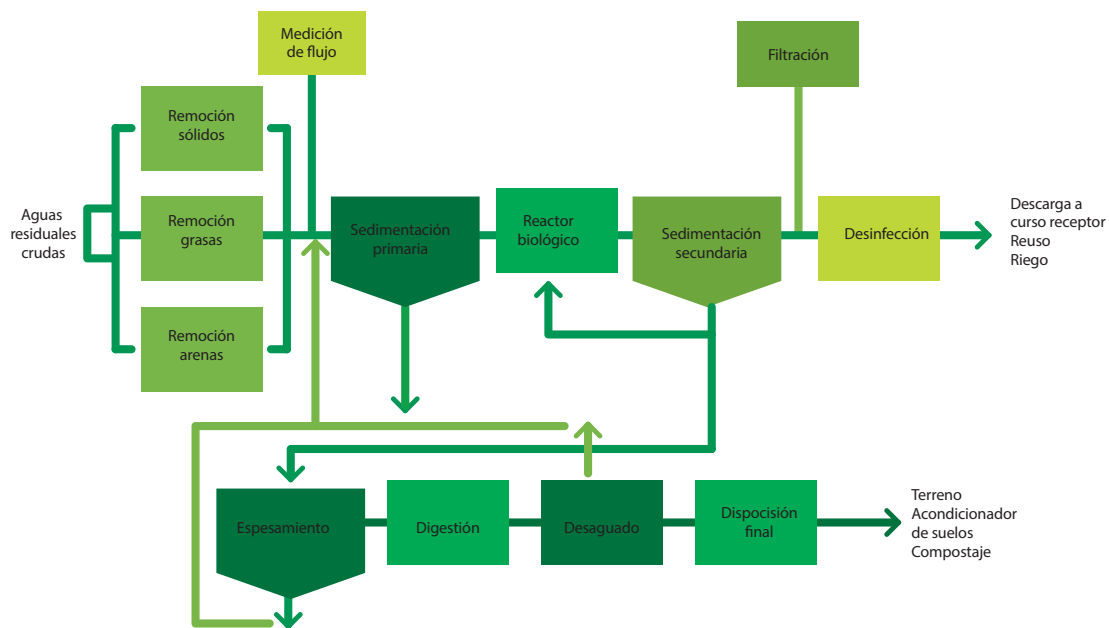 Medición
de flujo
Filtración
Remoción
sólidos
Aguas
residuales
crudas
Remoción
grasas
Sedimentación
primaria
Reactor
biológico
Sedimentación
secundaria
Desinfección
Descarga a
curso receptor
Reuso
Riego
Remoción
arenas
Espesamiento
Digestión
Desaguado
Dispocisión
final
Terreno
Acondicionador
de suelos
Compostaje